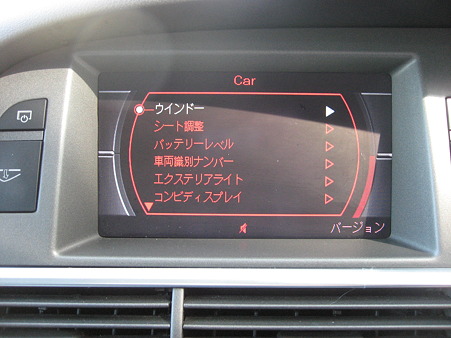 Car
ウインドー
シート調整
バッテリーレベル
車両識別ナンバー
エクステリアライト
コンビディスプレイ
バージョン